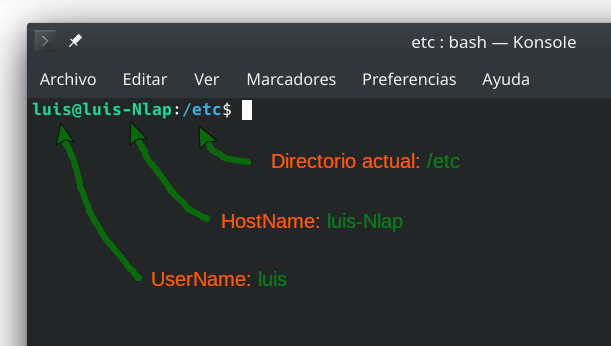 etc : bash — Konsole
Archivo Editar Ver Marcadores Preferencias Ayuda
luis@luis-Nlap:/etc$
Directorio actual: /etc
HostName: luis-Nlap
UserName: luis